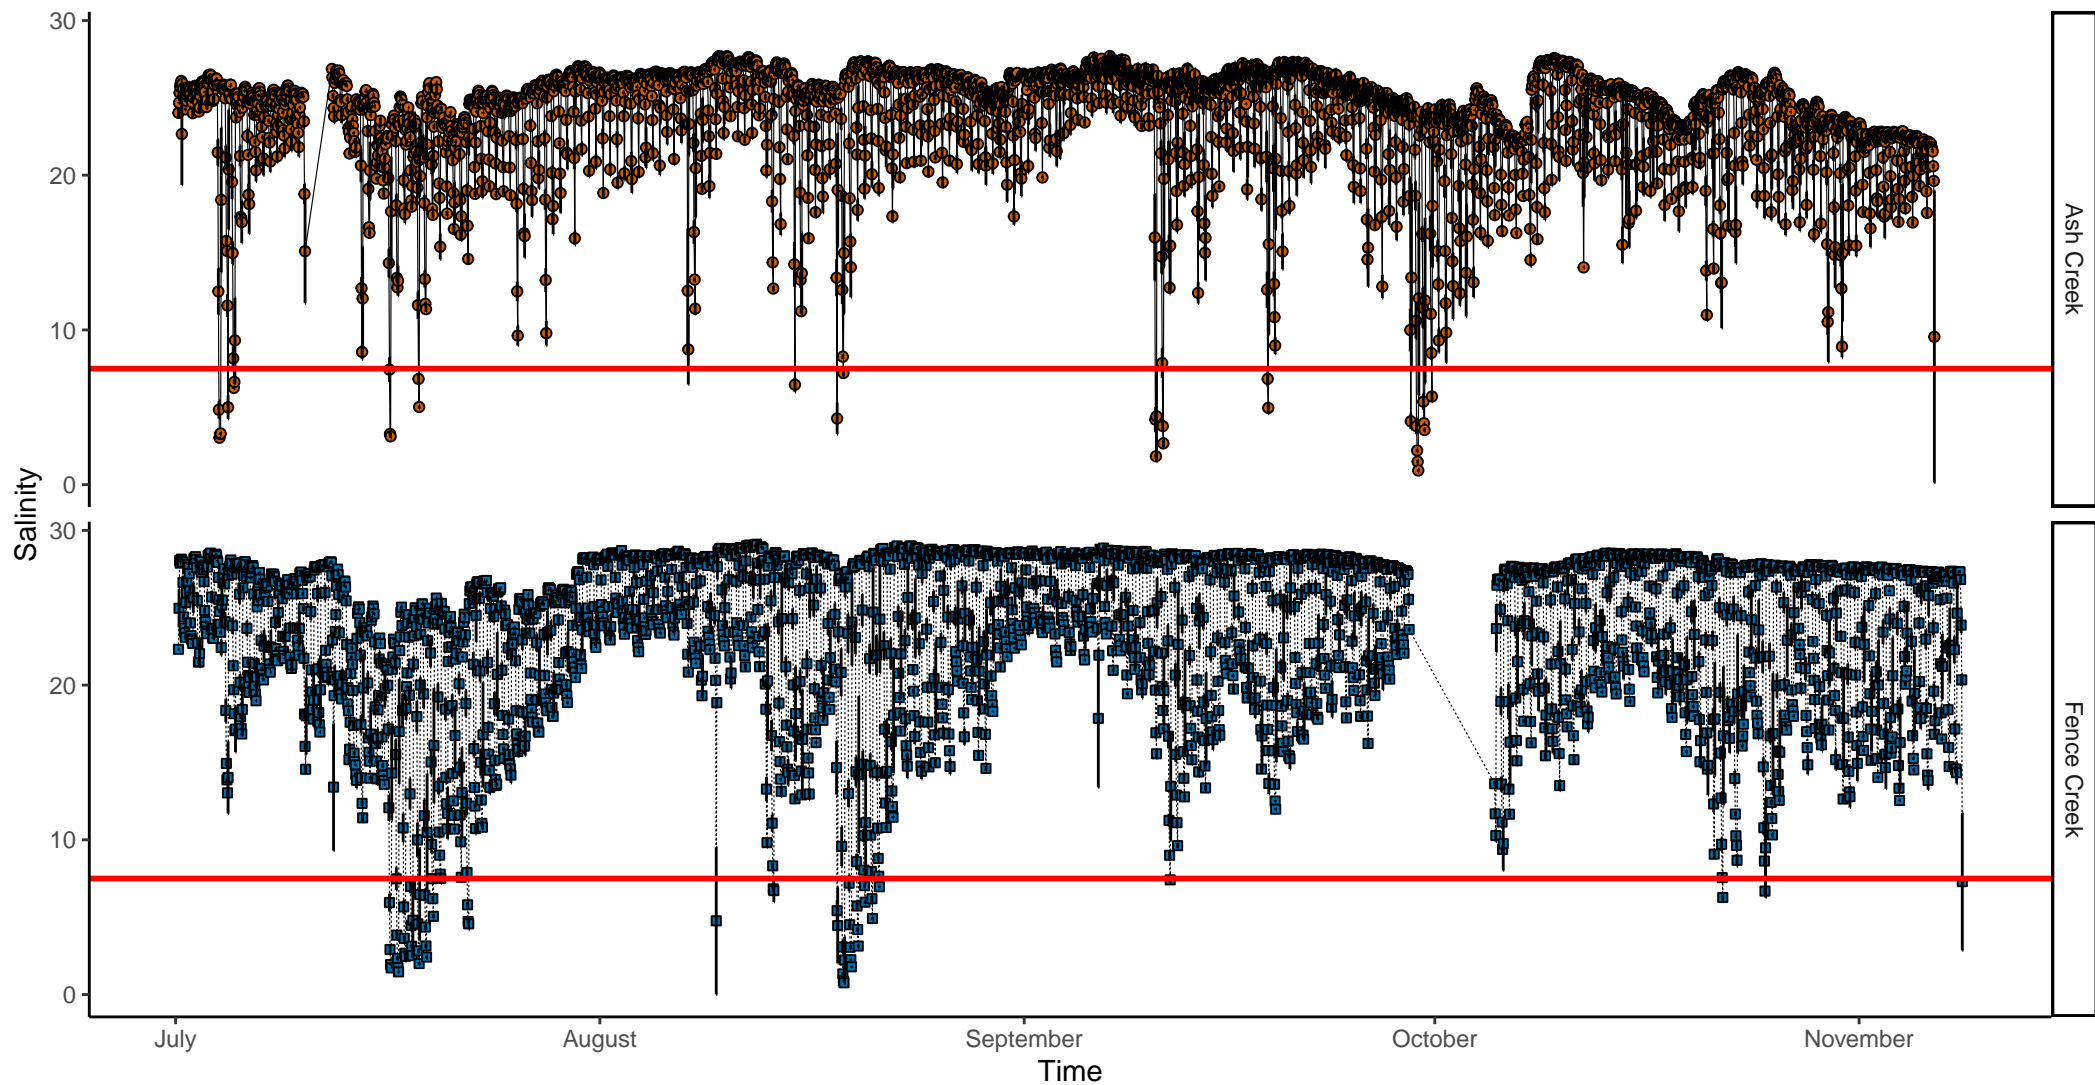 30
20
10
0
Ash Creek
Salinity
30
20
10
0
Fence Creek
July
August
September
October
November
Time